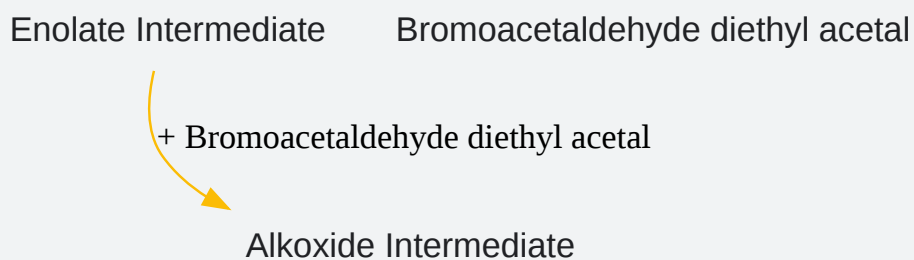 Enolate Intermediate
Bromoacetaldehyde diethyl acetal
+ Bromoacetaldehyde diethyl acetal
Alkoxide Intermediate